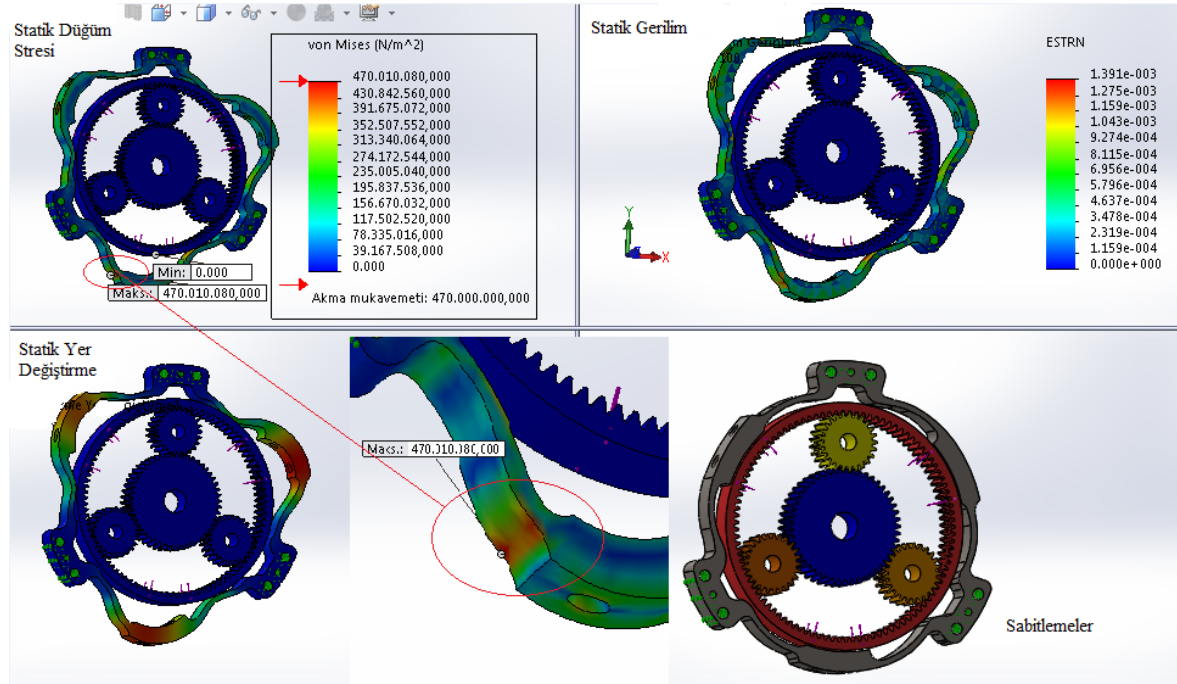 Statik Düğüm
Stresi
von Mises (N/m^2)
470.010.080,000
430.842.560,000
391.675.072,000
352.507.552,000
313.340.064,000
274.172.544,000
235.005.040,000
195.837.536,000
156.670.032,000
117.502.520,000
78.335.016,000
39.167.508,000
0.000
Akma mukavemeti: 470.000.000,000
Min: 0.000
Maks.: 470.010.080,000
Statik Gerilim
100
ESTRN
1.391e-003
1.275e-003
1.159e-003
1.043e-003
9.274e-004
8.115e-004
6.956e-004
5.796e-004
4.637e-004
3.478e-004
2.319e-004
1.159e-004
0.000e+000
Y
X
Statik Yer
Değiştirme
Maks.: 470.010.080,000
Sabitlemeler